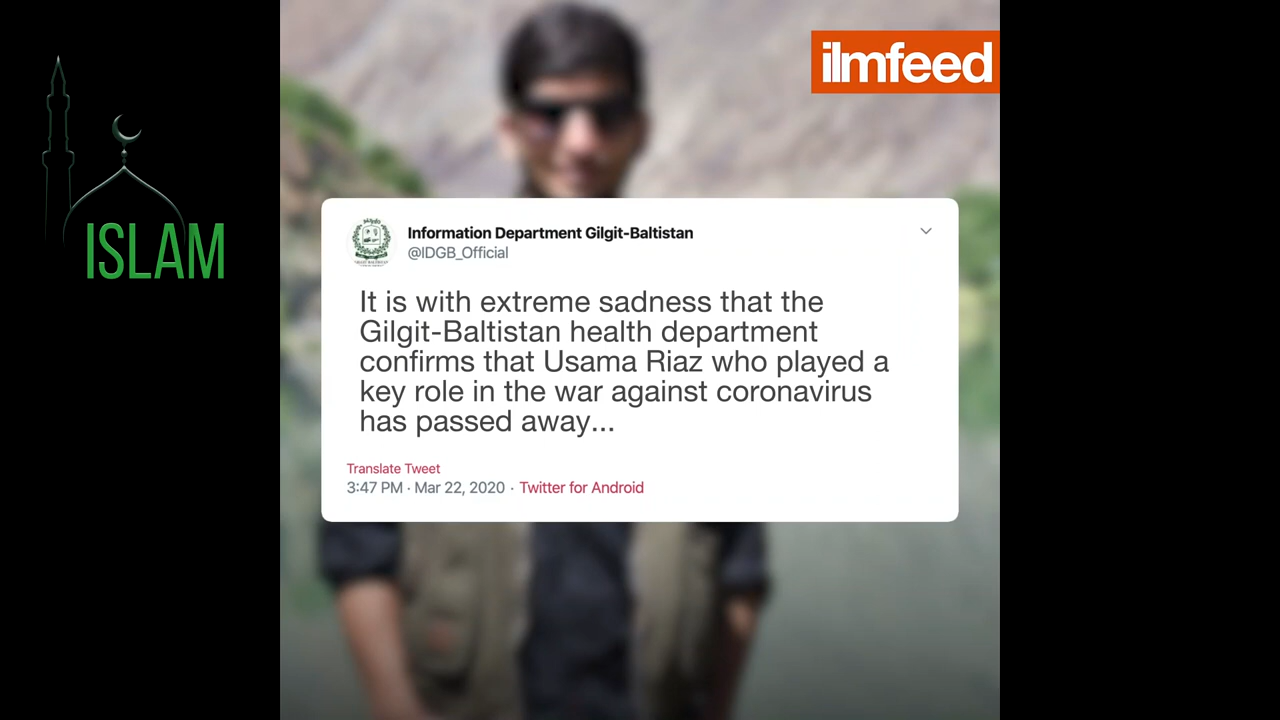 ilmfeed
ISLAM
Information Department Gilgit-Baltistan
@IDGB_Official
It is with extreme sadness that the
Gilgit-Baltistan health department
confirms that Usama Riaz who played a
key role in the war against coronavirus
has passed away...
Translate Tweet
3:47 PM · Mar 22, 2020 · Twitter for Android